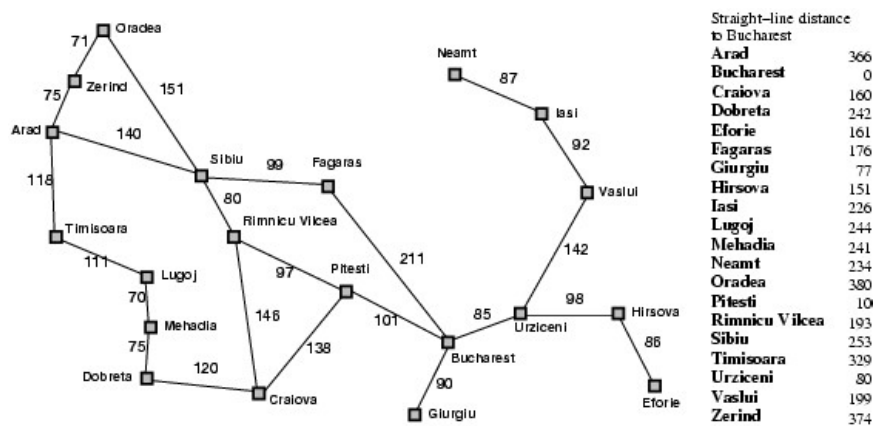 Oradea
71
Neamt
87
Zerind
151
75
Iasi
Arad
140
92
Sibiu
99
Fagaras
118
80
Vaslui
Timisoara
Rimnicu Vilcea
111
142
211
Lugoj
97
Pitesti
70
98
Hirsova
146
85
Mehadia
101
Urziceni
138
86
75
Bucharest
120
90
Dobreta
Craiova
Eforie
Giurgiu
Straight–line distance
to Bucharest
Arad 366
Bucharest 0
Craiova 160
Dobreta 242
Eforie 161
Fagaras 176
Giurgiu 77
Hirsova 151
Iasi 226
Lugoj 244
Mehadia 241
Neamt 234
Oradea 380
Pitesti 10
Rimnicu Vilcea 193
Sibiu 253
Timisoara 329
Urziceni 80
Vaslui 199
Zerind 374